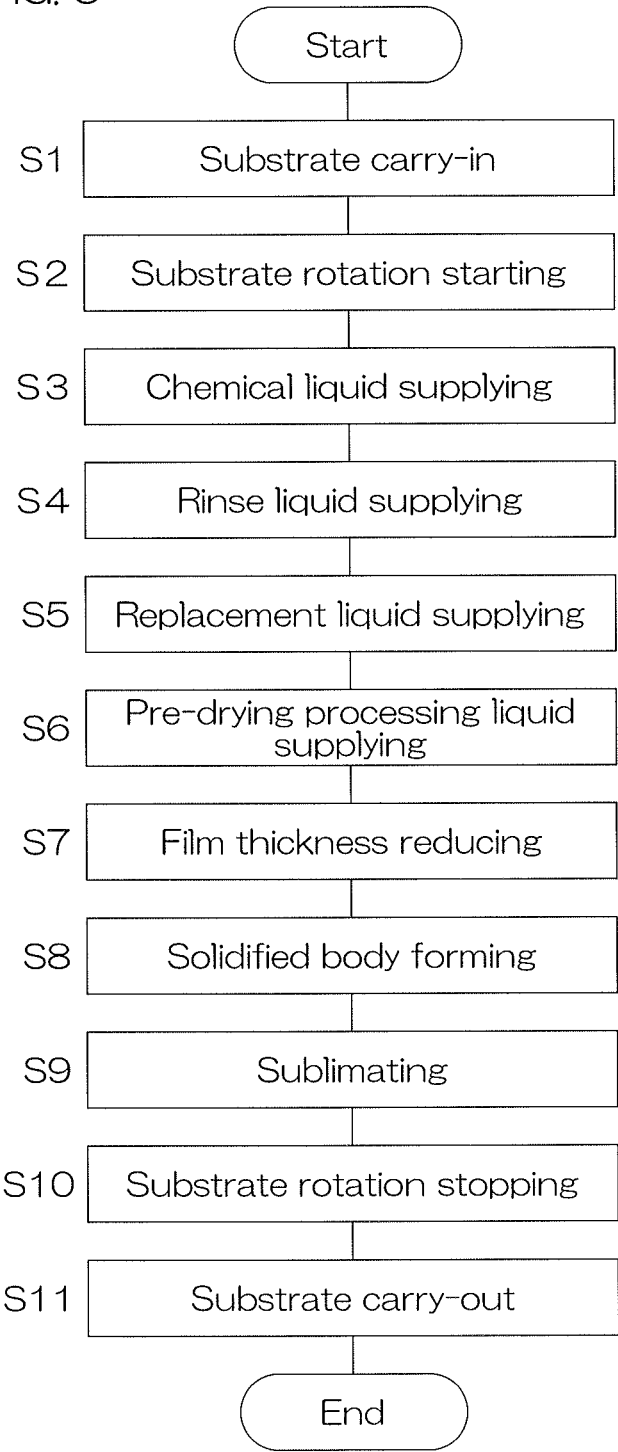 Start
S1 Substrate carry-in
S2 Substrate rotation starting
S3 Chemical liquid supplying
S4 Rinse liquid supplying
S5 Replacement liquid supplying
S6 Pre-drying processing liquid
supplying
S7 Film thickness reducing
S8 Solidified body forming
S9 Sublimating
S10 Substrate rotation stopping
S11 Substrate carry-out
End